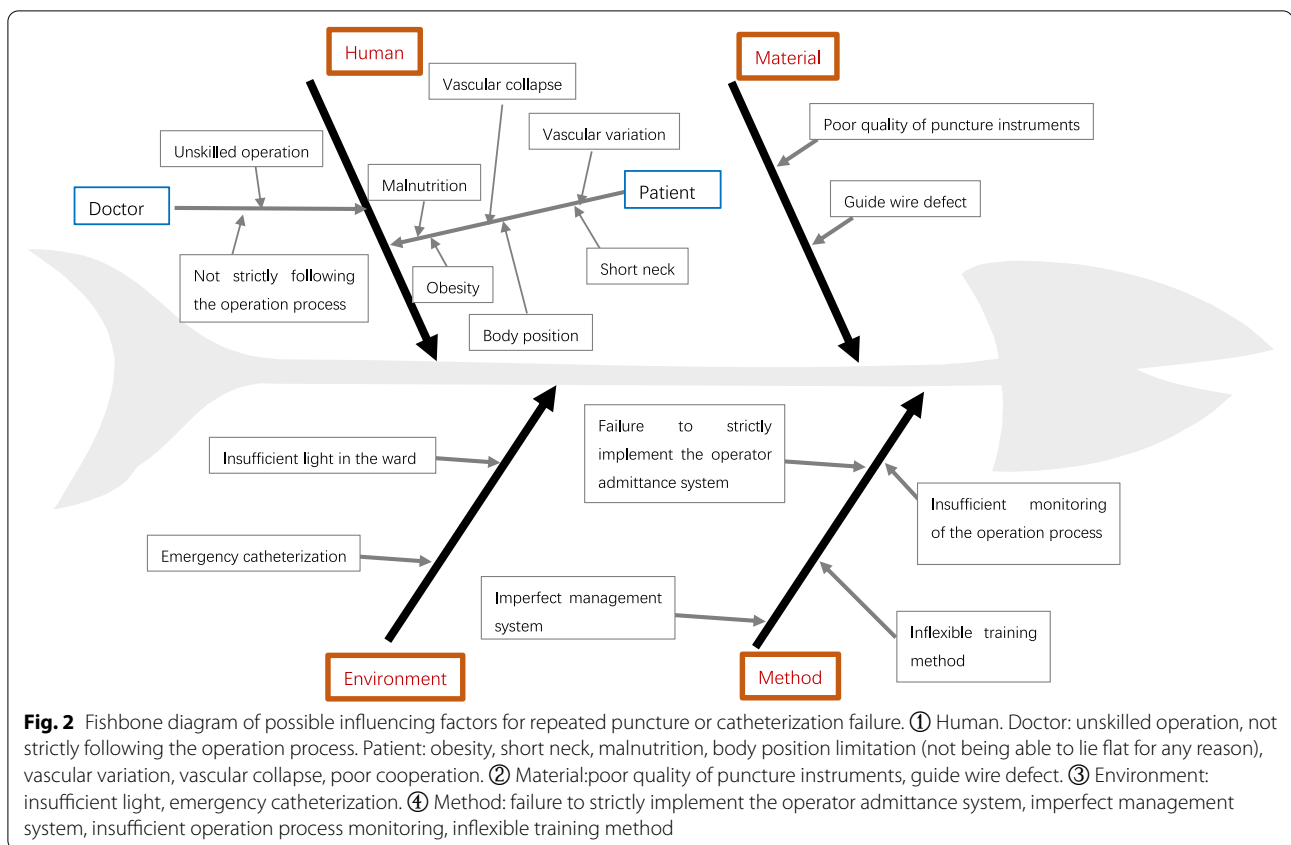 Human
Material
Vascular collapse
Poor quality of puncture instruments
Vascular variation
Unskilled operation
Malnutrition
Doctor
Patient
Guide wire defect
Not strictly following
the operation process
Obesity
Short neck
Body position
Failure to strictly
implement the operator
admittance system
Insufficient light in the ward
Insufficient monitoring
of the operation process
Emergency catheterization
Imperfect management
system
Inflexible training
method
Environment
Method
Fig. 2 Fishbone diagram of possible influencing factors for repeated puncture or catheterization failure. ① Human. Doctor: unskilled operation, not
strictly following the operation process. Patient: obesity, short neck, malnutrition, body position limitation (not being able to lie flat for any reason),
vascular variation, vascular collapse, poor cooperation. ② Material:poor quality of puncture instruments, guide wire defect. ③ Environment:
insufficient light, emergency catheterization. ④ Method: failure to strictly implement the operator admittance system, imperfect management
system, insufficient operation process monitoring, inflexible training method